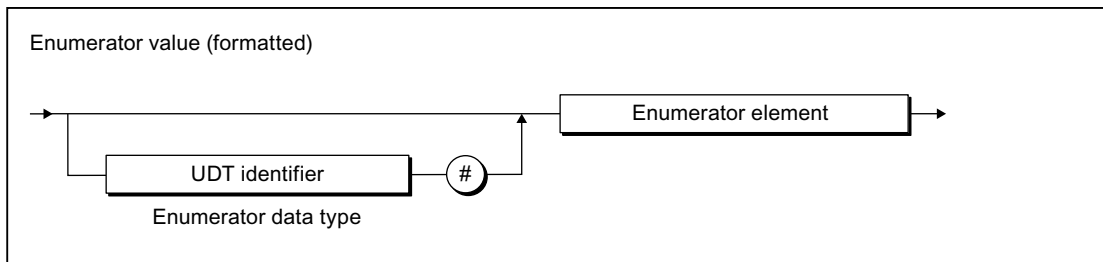 Enumerator value (formatted)
Enumerator element
UDT identifier
#
Enumerator data type